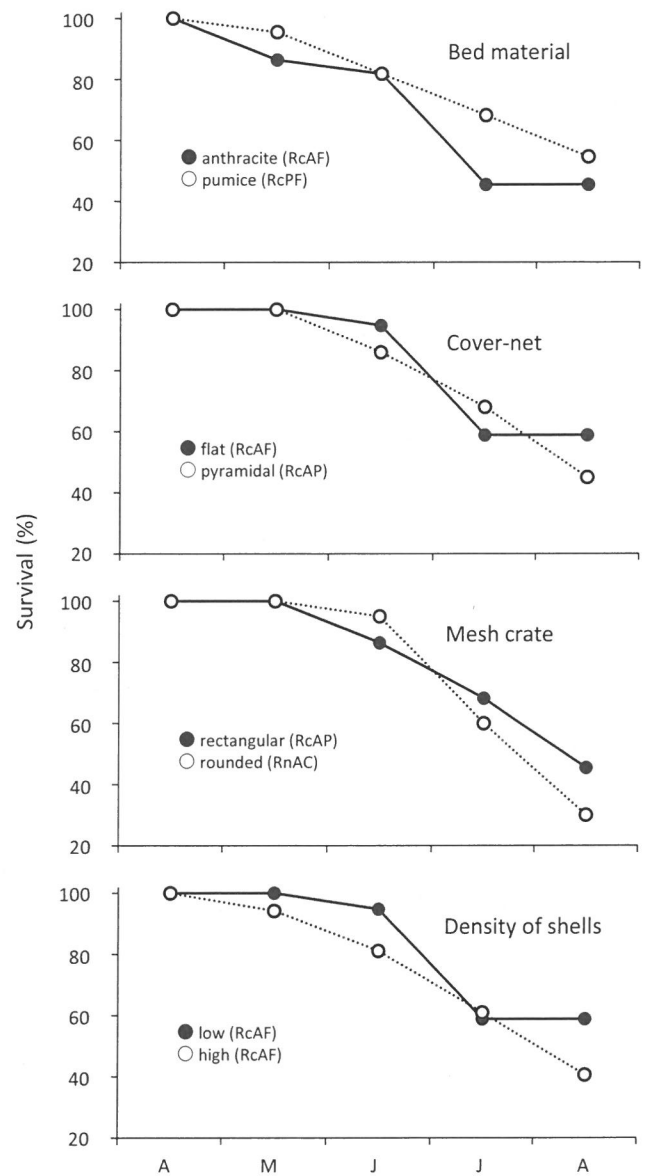 Survival (%)
100
80
60
40
20
Bed material
● anthracite (RcAF)
○ pumice (RcPF)
100
80
60
40
20
Cover-net
● flat (RcAF)
○ pyramidal (RcAP)
100
80
60
40
20
Mesh crate
● rectangular (RcAP)
○ rounded (RnAC)
100
80
60
40
20
Density of shells
● low (RcAF)
○ high (RcAF)
A M J J A